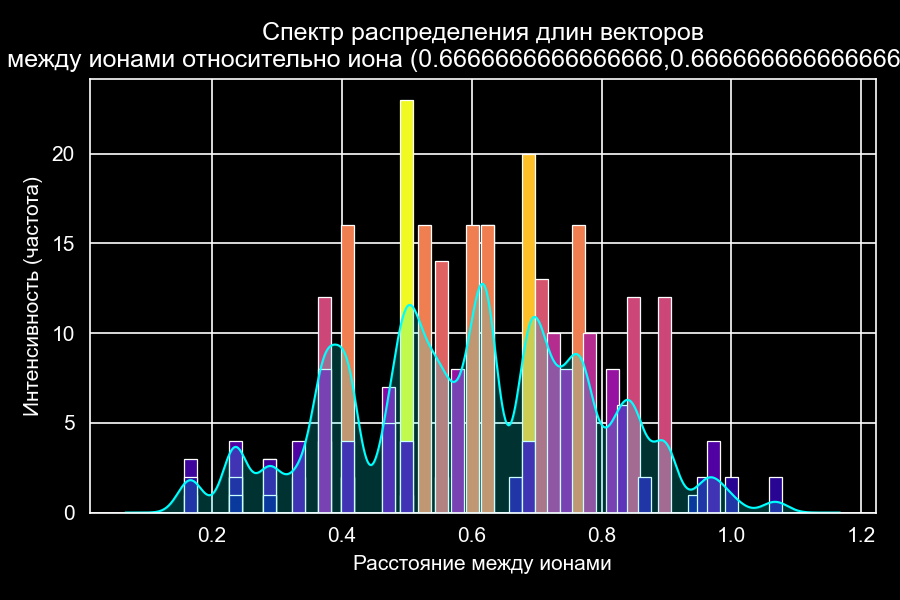 Спектр распределения длин векторов
между ионами относительно иона (0.6666666666666666,0.666666666666666
Интенсивность (частота)
20
15
10
5
0
0.2 0.4 0.6 0.8 1.0 1.2
Расстояние между ионами